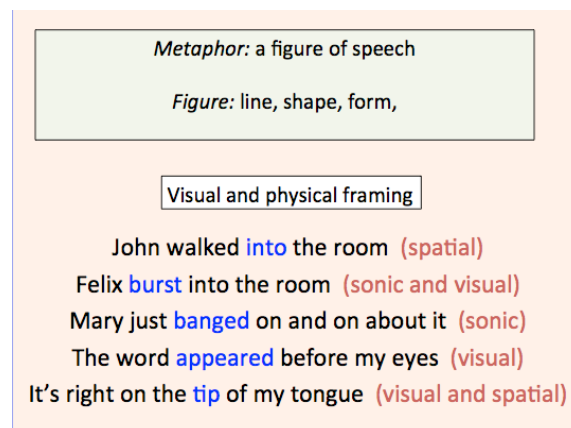 Metaphor: a figure of speech
Figure: line, shape, form,
Visual and physical framing
John walked into the room (spatial)
Felix burst into the room (sonic and visual)
Mary just banged on and on about it (sonic)
The word appeared before my eyes (visual)
It’s right on the tip of my tongue (visual and spatial)